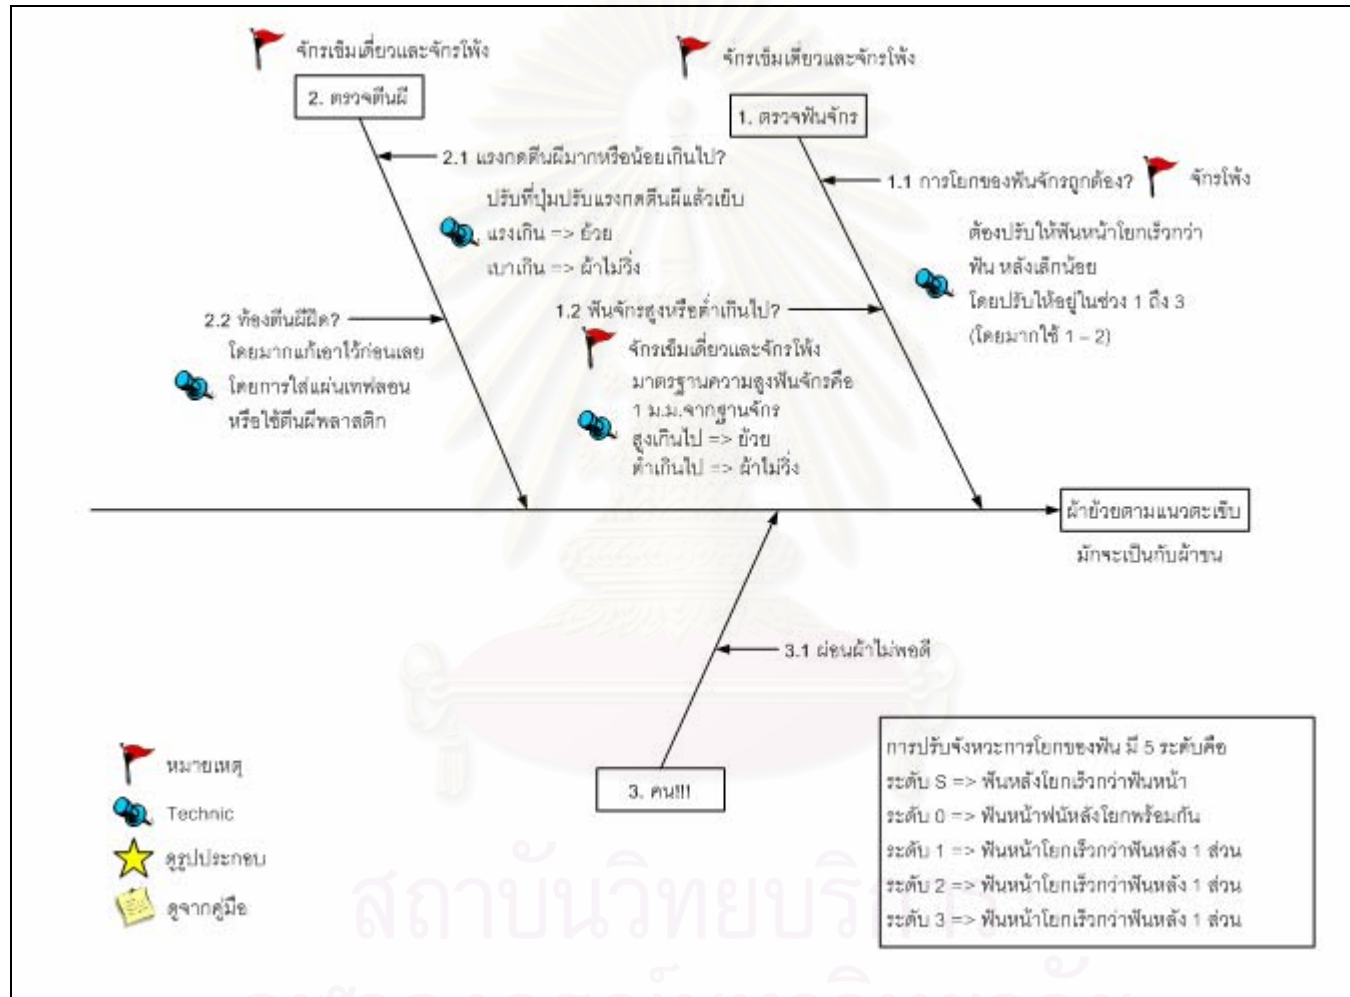 จักรเข็มเดี่ยวและจักรโพ้ง
2. ตรวจตีนผี
2.1 แรงกดตีนผีมากหรือน้อยเกินไป?
ปรับที่ปุ่มปรับแรงกดตีนผีแล้วเย็บ
แรงเกิน => ย้วย
เบาเกิน => ผ้าไม่วิ่ง
2.2 ท้องตีนผีฝืด?
โดยมากแก้เอาไว้ก่อนเลย
โดยการใส่แผ่นเทฟลอน
หรือใช้ตีนผีพลาสติก
จักรเข็มเดี่ยวและจักรโพ้ง
1. ตรวจฟันจักร
1.1 การโยกของฟันจักรถูกต้อง?
จักรโพ้ง
ต้องปรับให้ฟันหน้าโยกเร็วกว่า
ฟัน หลังเล็กน้อย
โดยปรับให้อยู่ในช่วง 1 ถึง 3
(โดยมากใช้ 1 – 2)
1.2 ฟันจักรสูงหรือต่ำเกินไป?
จักรเข็มเดี่ยวและจักรโพ้ง
มาตรฐานความสูงฟันจักรคือ
1 ม.ม.จากฐานจักร
สูงเกินไป => ย้วย
ต่ำเกินไป => ผ้าไม่วิ่ง
ผ้าย้วยตามแนวตะเข็บ
มักจะเป็นกับผ้าขน
3.1 ผ่อนผ้าไม่พอดี
3. คน!!!
หมายเหตุ
Technic
ดูรูปประกอบ
ดูจากคู่มือ
การปรับจังหวะการโยกของฟัน มี 5 ระดับคือ
ระดับ S => ฟันหลังโยกเร็วกว่าฟันหน้า
ระดับ 0 => ฟันหน้าฟนัหลังโยกพร้อมกัน
ระดับ 1 => ฟันหน้าโยกเร็วกว่าฟันหลัง 1 ส่วน
ระดับ 2 => ฟันหน้าโยกเร็วกว่าฟันหลัง 1 ส่วน
ระดับ 3 => ฟันหน้าโยกเร็วกว่าฟันหลัง 1 ส่วน
สถาบันวิทยบริการ